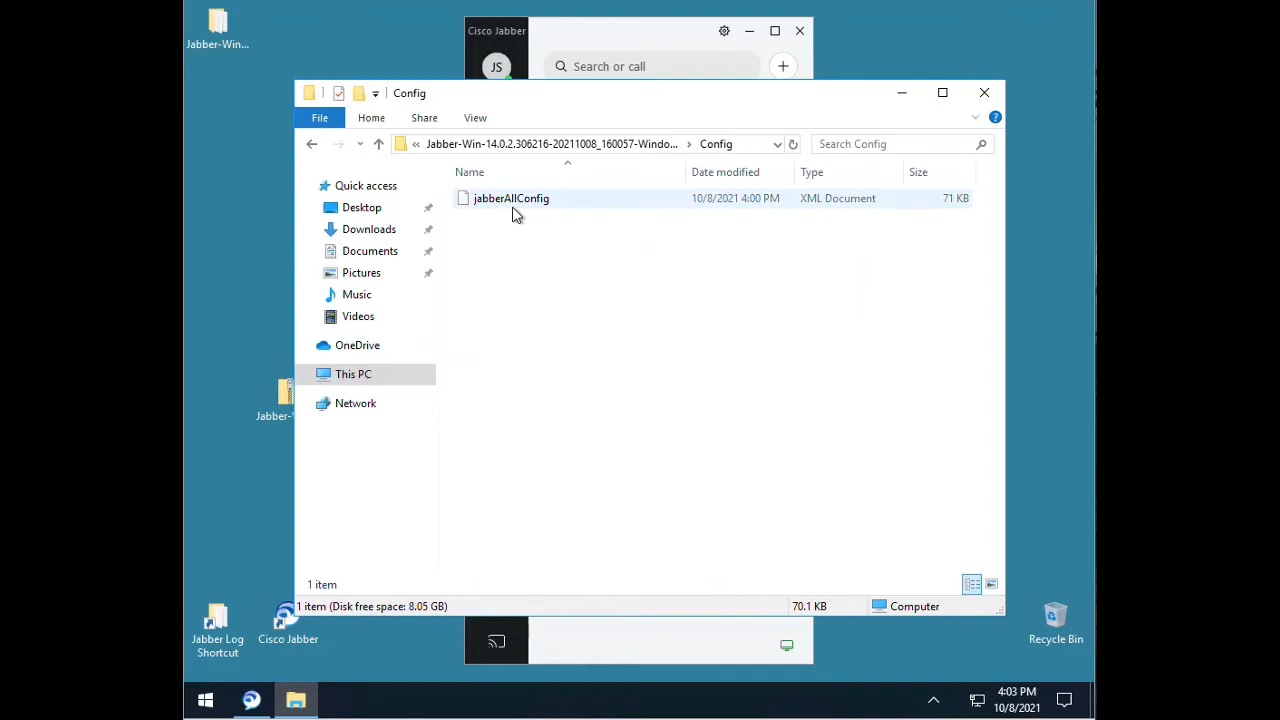 Jabber-Win...
Cisco Jabber
JS
Search or call
Config
File
Home
Share
View
Jabber-Win-14.0.2.306216-20211008_160057-Windo...
Config
Search Config
Name
Date modified
Type
Size
jabberAllConfig
10/8/2021 4:00 PM
XML Document
71 KB
Quick access
Desktop
Downloads
Documents
Pictures
Music
Videos
OneDrive
This PC
Network
Jabber-
1 item
1 item (Disk free space: 8.05 GB)
70.1 KB
Computer
Jabber Log
Shortcut
Cisco Jabber
Recycle Bin
4:03 PM
10/8/2021